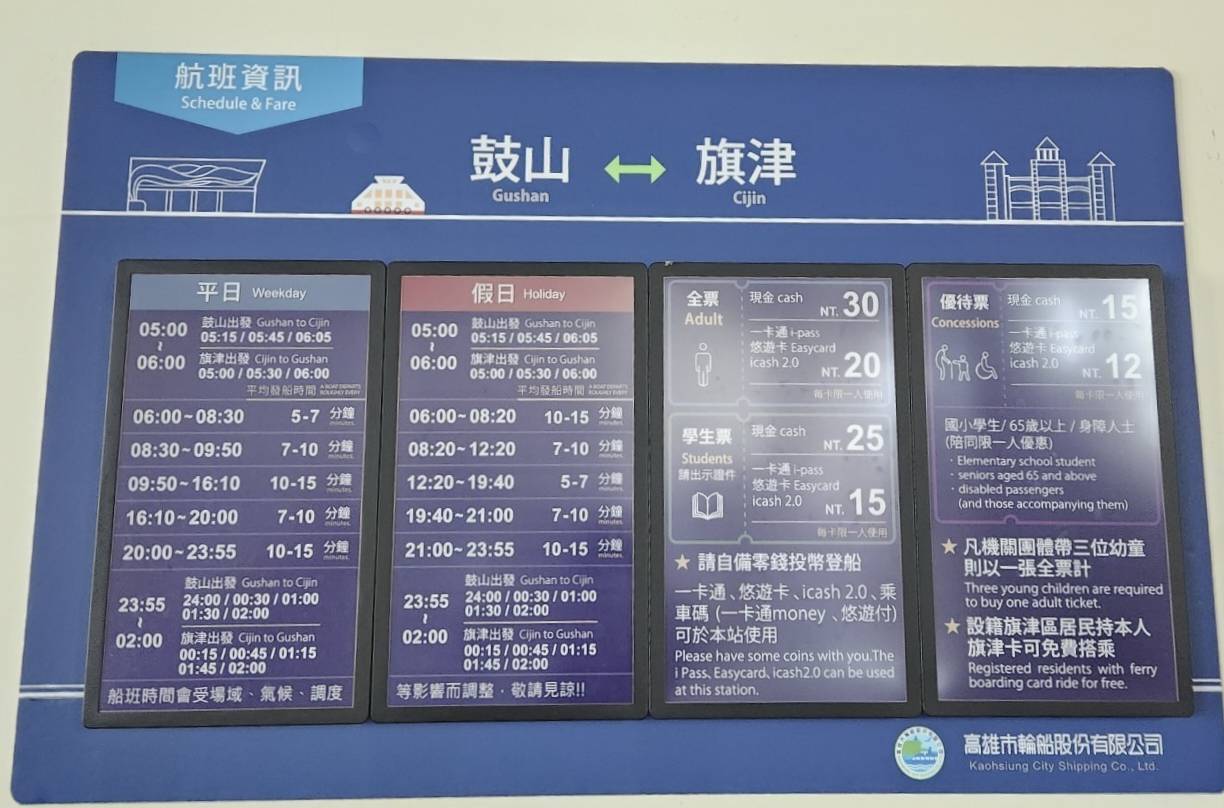 航班資訊
Schedule & Fare
鼓山 旗津
Gushan Cijin
平日 Weekday
05:00 ~ 06:00
鼓山出發 Gushan to Cijin
05:15 / 05:45 / 06:05
旗津出發 Cijin to Gushan
05:00 / 05:30 / 06:00
平均發船時間 A BOAT DEPARTS ROUGHLY EVERY
06:00~08:30 5-7 分鐘 minutes
08:30~09:50 7-10 分鐘 minutes
09:50~16:10 10-15 分鐘 minutes
16:10~20:00 7-10 分鐘 minutes
20:00~23:55 10-15 分鐘 minutes
23:55 ~ 02:00
鼓山出發 Gushan to Cijin
24:00 / 00:30 / 01:00
01:30 / 02:00
旗津出發 Cijin to Gushan
00:15 / 00:45 / 01:15
01:45 / 02:00
船班時間會受場域、氣候、調度
假日 Holiday
05:00 ~ 06:00
鼓山出發 Gushan to Cijin
05:15 / 05:45 / 06:05
旗津出發 Cijin to Gushan
05:00 / 05:30 / 06:00
平均發船時間 A BOAT DEPARTS ROUGHLY EVERY
06:00~08:20 10-15 分鐘 minutes
08:20~12:20 7-10 分鐘 minutes
12:20~19:40 5-7 分鐘 minutes
19:40~21:00 7-10 分鐘 minutes
21:00~23:55 10-15 分鐘 minutes
23:55 ~ 02:00
鼓山出發 Gushan to Cijin
24:00 / 00:30 / 01:00
01:30 / 02:00
旗津出發 Cijin to Gushan
00:15 / 00:45 / 01:15
01:45 / 02:00
等影響而調整，敬請見諒!!
全票
Adult
現金 cash
NT. 30
一卡通 i-pass
悠遊卡 Easycard
icash 2.0
NT. 20
每卡限一人使用
學生票
Students
請出示證件
現金 cash
NT. 25
一卡通 i-pass
悠遊卡 Easycard
icash 2.0
NT. 15
每卡限一人使用
★ 請自備零錢投幣登船
一卡通、悠遊卡、icash 2.0、乘
車碼 (一卡通money、悠遊付)
可於本站使用
Please have some coins with you.The
i Pass, Easycard, icash2.0 can be used
at this station.
優待票
Concessions
現金 cash
NT. 15
一卡通 i-pass
悠遊卡 Easycard
icash 2.0
NT. 12
每卡限一人使用
國小學生/ 65歲以上 / 身障人士
(陪同限一人優惠)
· Elementary school student
· seniors aged 65 and above
· disabled passengers
(and those accompanying them)
★ 凡機關團體帶三位幼童
則以一張全票計
Three young children are required
to buy one adult ticket.
★ 設籍旗津區居民持本人
旗津卡可免費搭乘
Registered residents with ferry
boarding card ride for free.
高雄市輪船股份有限公司
Kaohsiung City Shipping Co., Ltd.